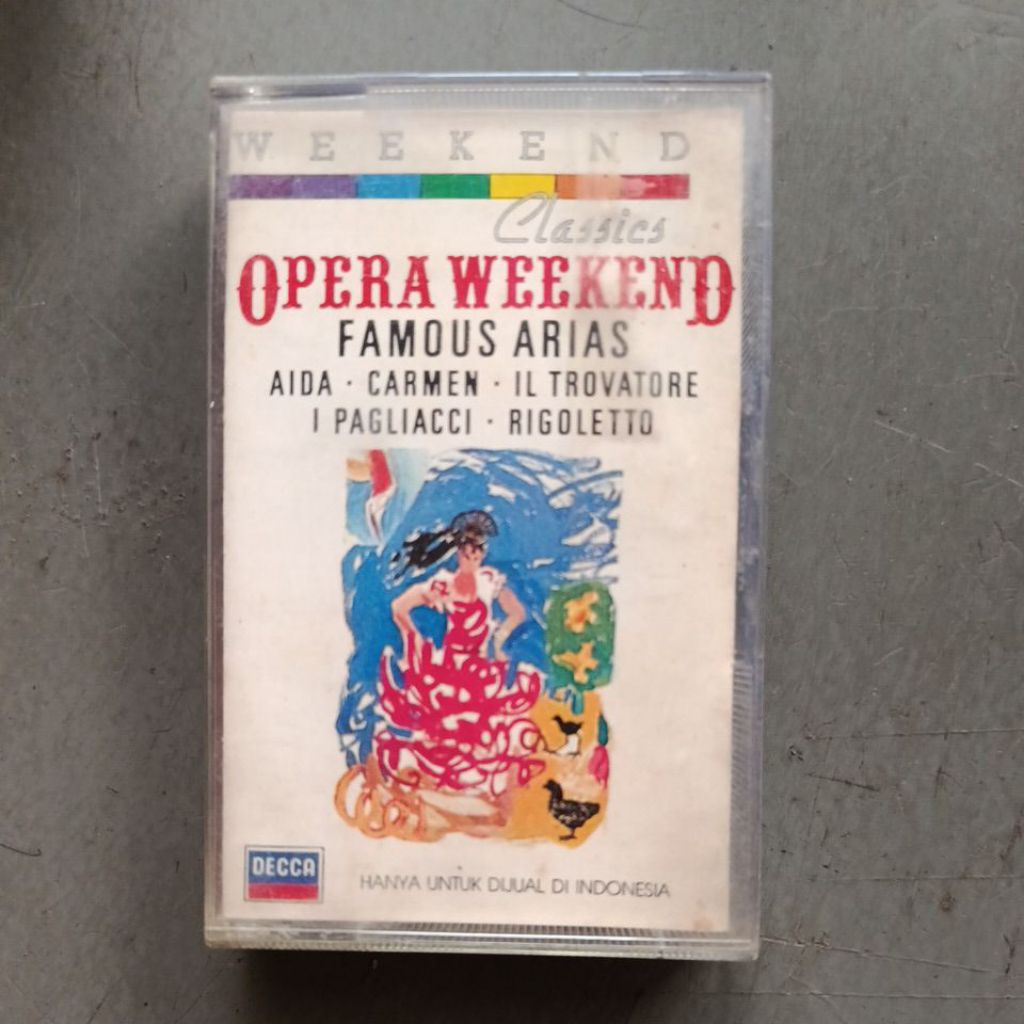 WEEKEND
Classics
OPERA WEEKEND
FAMOUS ARIAS
AIDA · CARMEN · IL TROVATORE
I PAGLIACCI · RIGOLETTO
DECCA
HANYA UNTUK DIJUAL DI INDONESIA